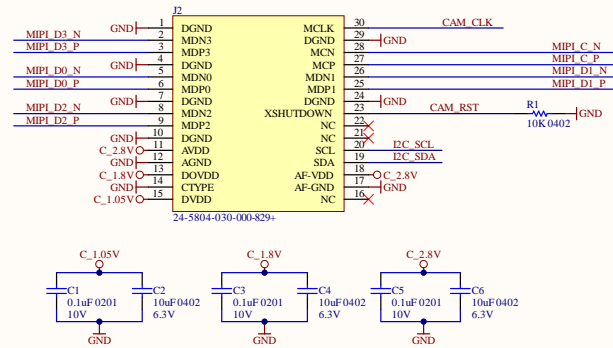 J2
GND 1 DGND MCLK 30 CAM_CLK
MIPI_D3_N 2 MDN3 DGND 29 GND
MIPI_D3_P 3 MDP3 MCN 28 MIPI_C_N
GND 4 DGND MCP 27 MIPI_C_P
MIPI_D0_N 5 MDN0 MDN1 26 MIPI_D1_N
MIPI_D0_P 6 MDP0 MDP1 25 MIPI_D1_P
GND 7 DGND DGND 24 GND
MIPI_D2_N 8 MDN2 XSHUTDOWN 23 CAM_RST R1 GND
MIPI_D2_P 9 MDP2 NC 22 10K 0402
GND 10 DGND NC 21
C_2.8V 11 AVDD SCL 20 I2C_SCL
GND 12 AGND SDA 19 I2C_SDA
C_1.8V 13 DOVDD AF-VDD 18 C_2.8V
GND 14 CTYPE AF-GND 17 GND
C_1.05V 15 DVDD NC 16
24-5804-030-000-829+
C_1.05V C_1.8V C_2.8V
C1 C2 C3 C4 C5 C6
0.1uF 0201 10uF 0402 0.1uF 0201 10uF 0402 0.1uF 0201 10uF 0402
10V 6.3V 10V 6.3V 10V 6.3V
GND GND GND